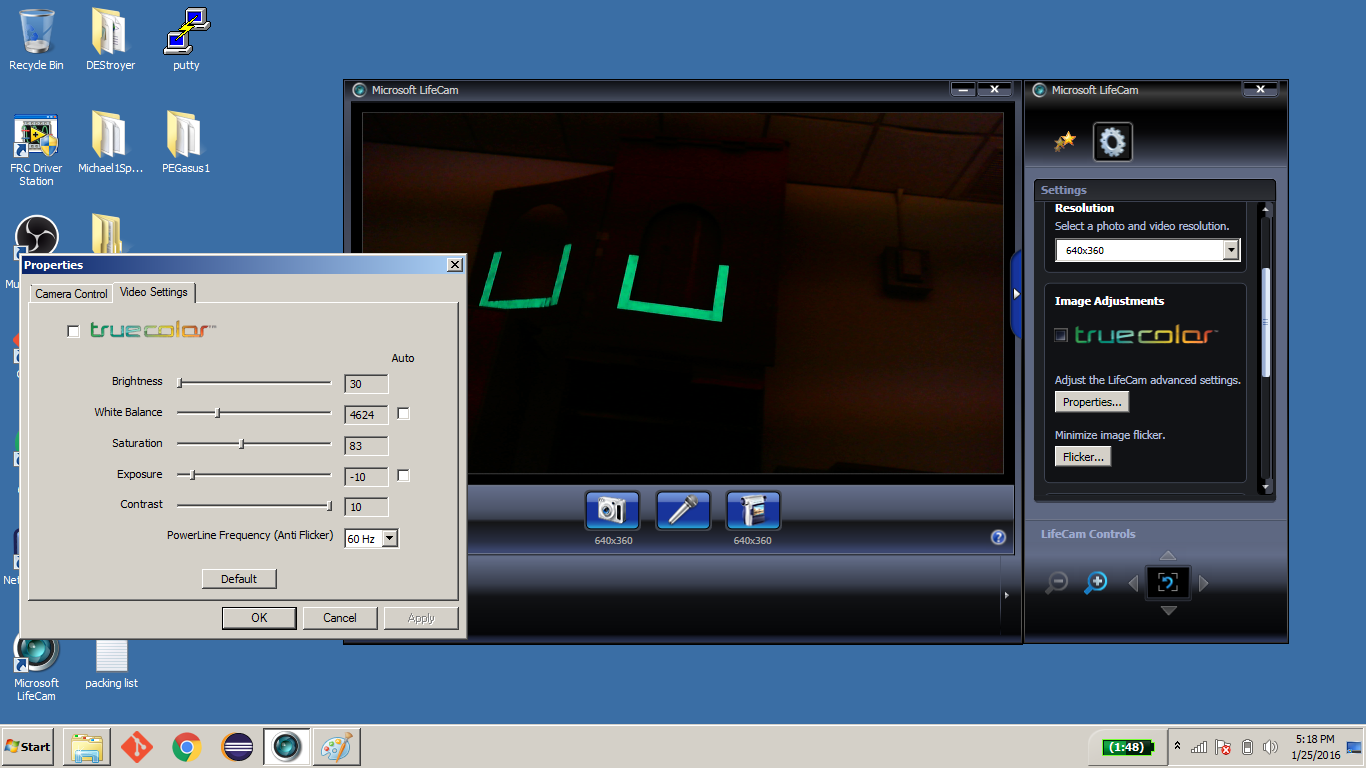 Recycle Bin
DEStroyer
putty
FRC Driver
Station
Michael1Sp...
PEGasus1
Mu
Net
Microsoft
LifeCam
packing list
Properties
Camera Control
Video Settings
truecolor™
Auto
Brightness
30
White Balance
4624
Saturation
83
Exposure
-10
Contrast
10
PowerLine Frequency (Anti Flicker)
60 Hz
Default
OK
Cancel
Apply
Microsoft LifeCam
640x360
640x360
?
Microsoft LifeCam
Settings
Resolution
Select a photo and video resolution.
640x360
Image Adjustments
truecolor™
Adjust the LifeCam advanced settings.
Properties...
Minimize image flicker.
Flicker...
LifeCam Controls
Start
(1:48)
5:18 PM
1/25/2016